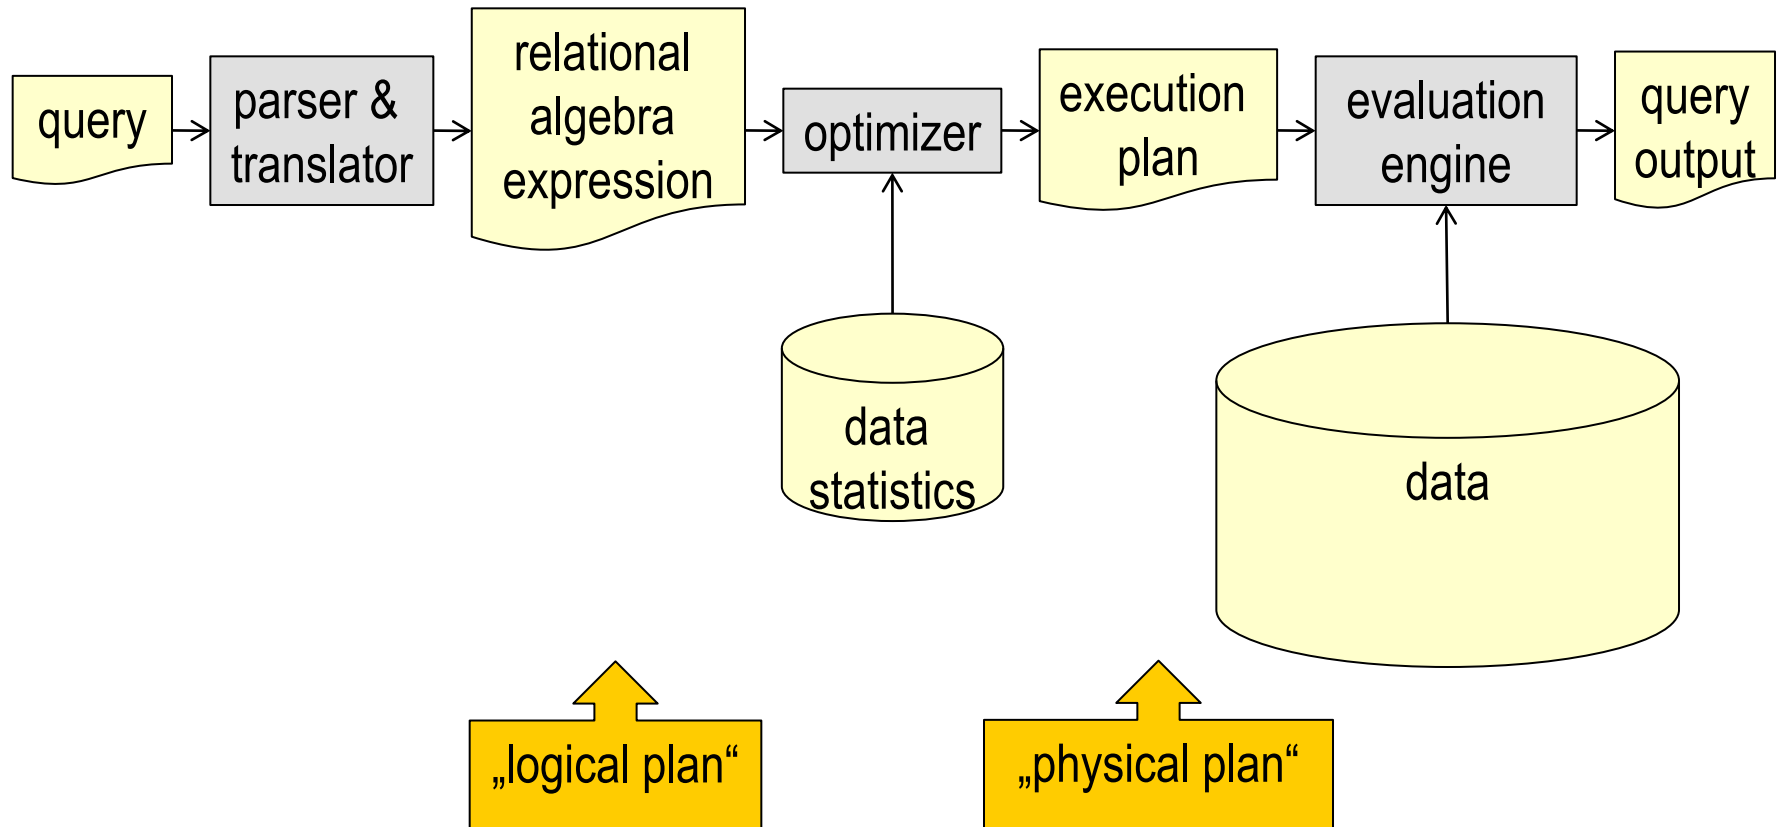 query
parser &
translator
relational
algebra
expression
optimizer
execution
plan
evaluation
engine
query
output
data
statistics
data
„logical plan“
„physical plan“